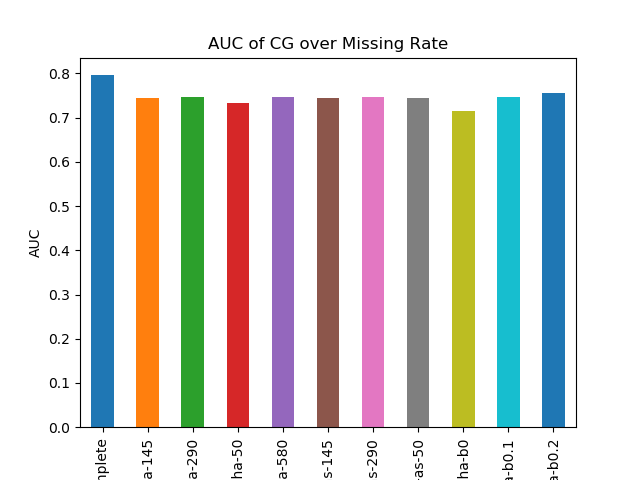 AUC of CG over Missing Rate
AUC
0.8
0.7
0.6
0.5
0.4
0.3
0.2
0.1
0.0
mplete
a-145
a-290
ha-50
a-580
s-145
s-290
-as-50
ha-b0
a-b0.1
a-b0.2